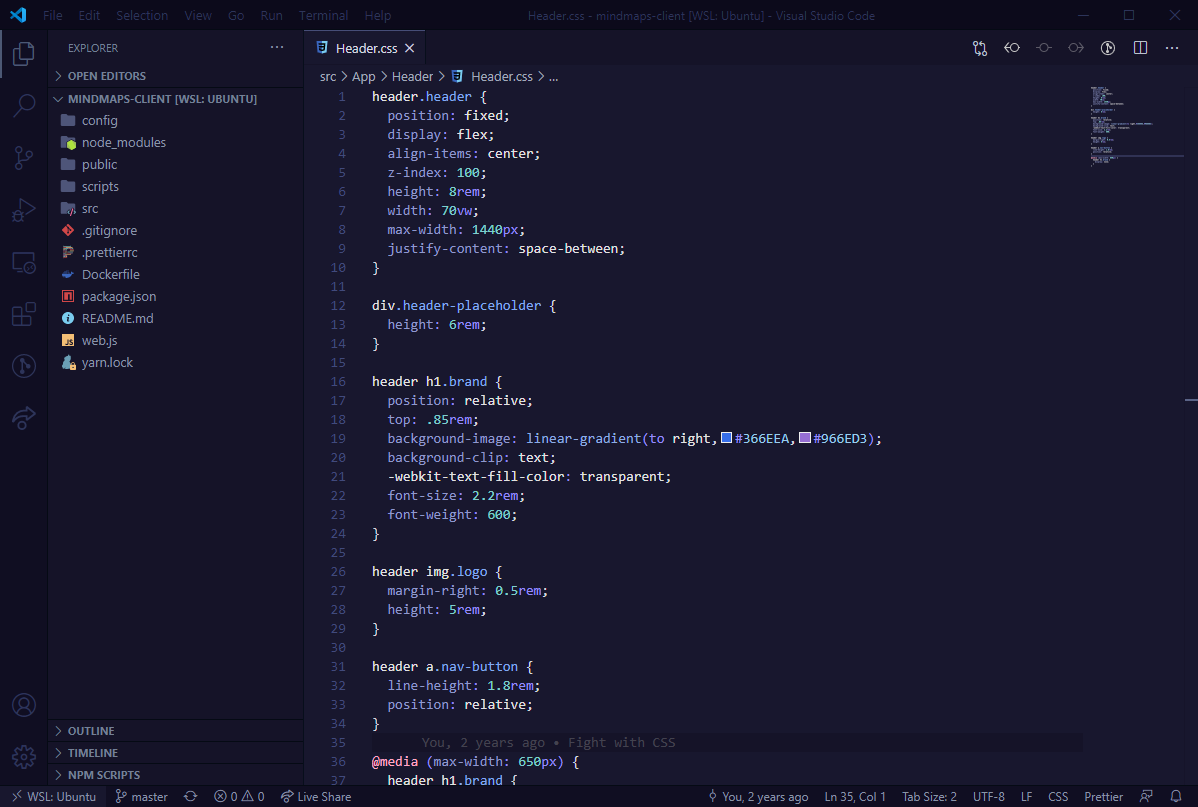 File Edit Selection View Go Run Terminal Help Header.css - mindmaps-client [WSL: Ubuntu] - Visual Studio Code
EXPLORER
OPEN EDITORS
MINDMAPS-CLIENT [WSL: UBUNTU]
config
node_modules
public
scripts
src
.gitignore
.prettierrc
Dockerfile
package.json
README.md
web.js
yarn.lock
OUTLINE
TIMELINE
NPM SCRIPTS
Header.css
src > App > Header > Header.css > ...
1 header.header {
2 position: fixed;
3 display: flex;
4 align-items: center;
5 z-index: 100;
6 height: 8rem;
7 width: 70vw;
8 max-width: 1440px;
9 justify-content: space-between;
10 }
11
12 div.header-placeholder {
13 height: 6rem;
14 }
15
16 header h1.brand {
17 position: relative;
18 top: .85rem;
19 background-image: linear-gradient(to right,#366EEA,#966ED3);
20 background-clip: text;
21 -webkit-text-fill-color: transparent;
22 font-size: 2.2rem;
23 font-weight: 600;
24 }
25
26 header img.logo {
27 margin-right: 0.5rem;
28 height: 5rem;
29 }
30
31 header a.nav-button {
32 line-height: 1.8rem;
33 position: relative;
34 }
35 You, 2 years ago • Fight with CSS
36 @media (max-width: 650px) {
37 header h1.brand {
WSL: Ubuntu master 0 0 Live Share You, 2 years ago Ln 35, Col 1 Tab Size: 2 UTF-8 LF CSS Prettier